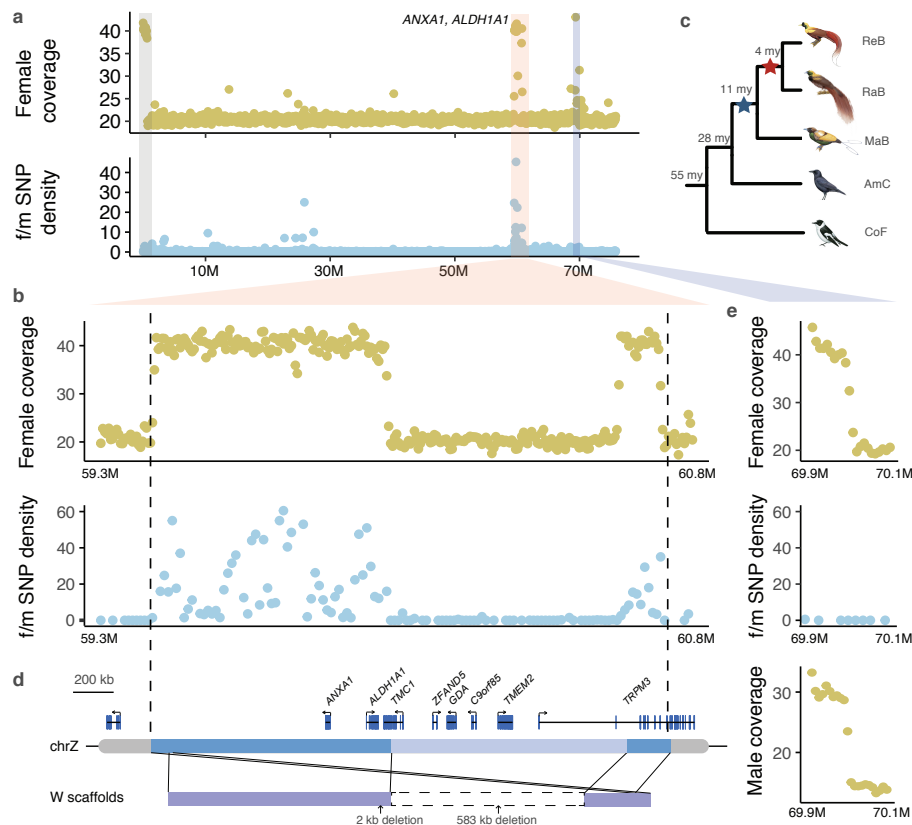 a
Female
coverage
40
35
30
25
20
ANXA1, ALDH1A1
f/m SNP
density
40
30
20
10
0
10M
30M
50M
70M
c
4 my
11 my
28 my
55 my
ReB
RaB
MaB
AmC
CoF
b
Female coverage
40
30
20
59.3M
60.8M
f/m SNP density
60
40
20
0
59.3M
60.8M
e
Female coverage
40
30
20
69.9M
70.1M
f/m SNP density
60
40
20
0
69.9M
70.1M
Male coverage
30
20
69.9M
70.1M
d
200 kb
ANXA1
ALDH1A1
TMC1
ZFAND5
GDA
C9orf85
TMEM2
TRPM3
chrZ
W scaffolds
2 kb deletion
583 kb deletion